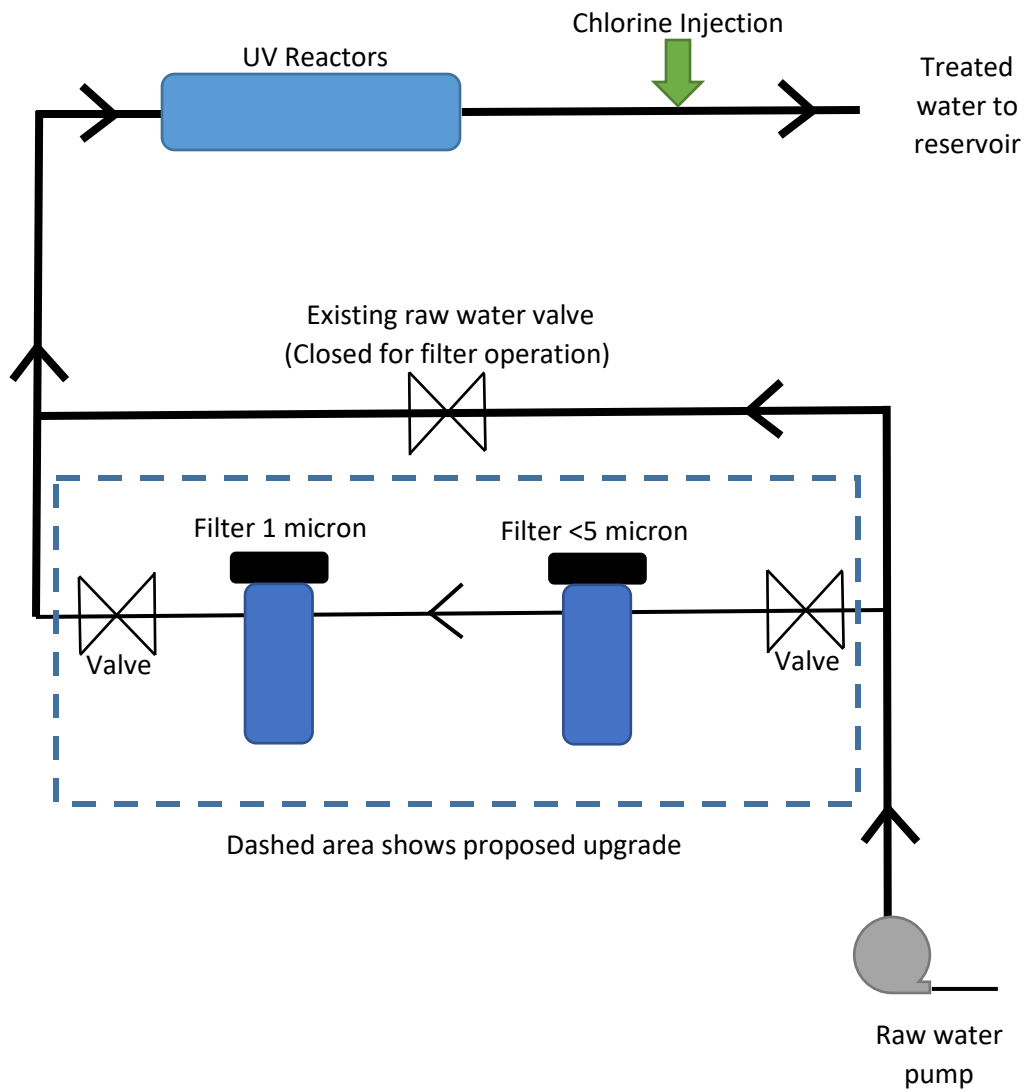 Chlorine Injection
UV Reactors
Treated
water to
reservoir
Existing raw water valve
(Closed for filter operation)
Filter 1 micron
Filter <5 micron
Valve
Valve
Dashed area shows proposed upgrade
Raw water
pump